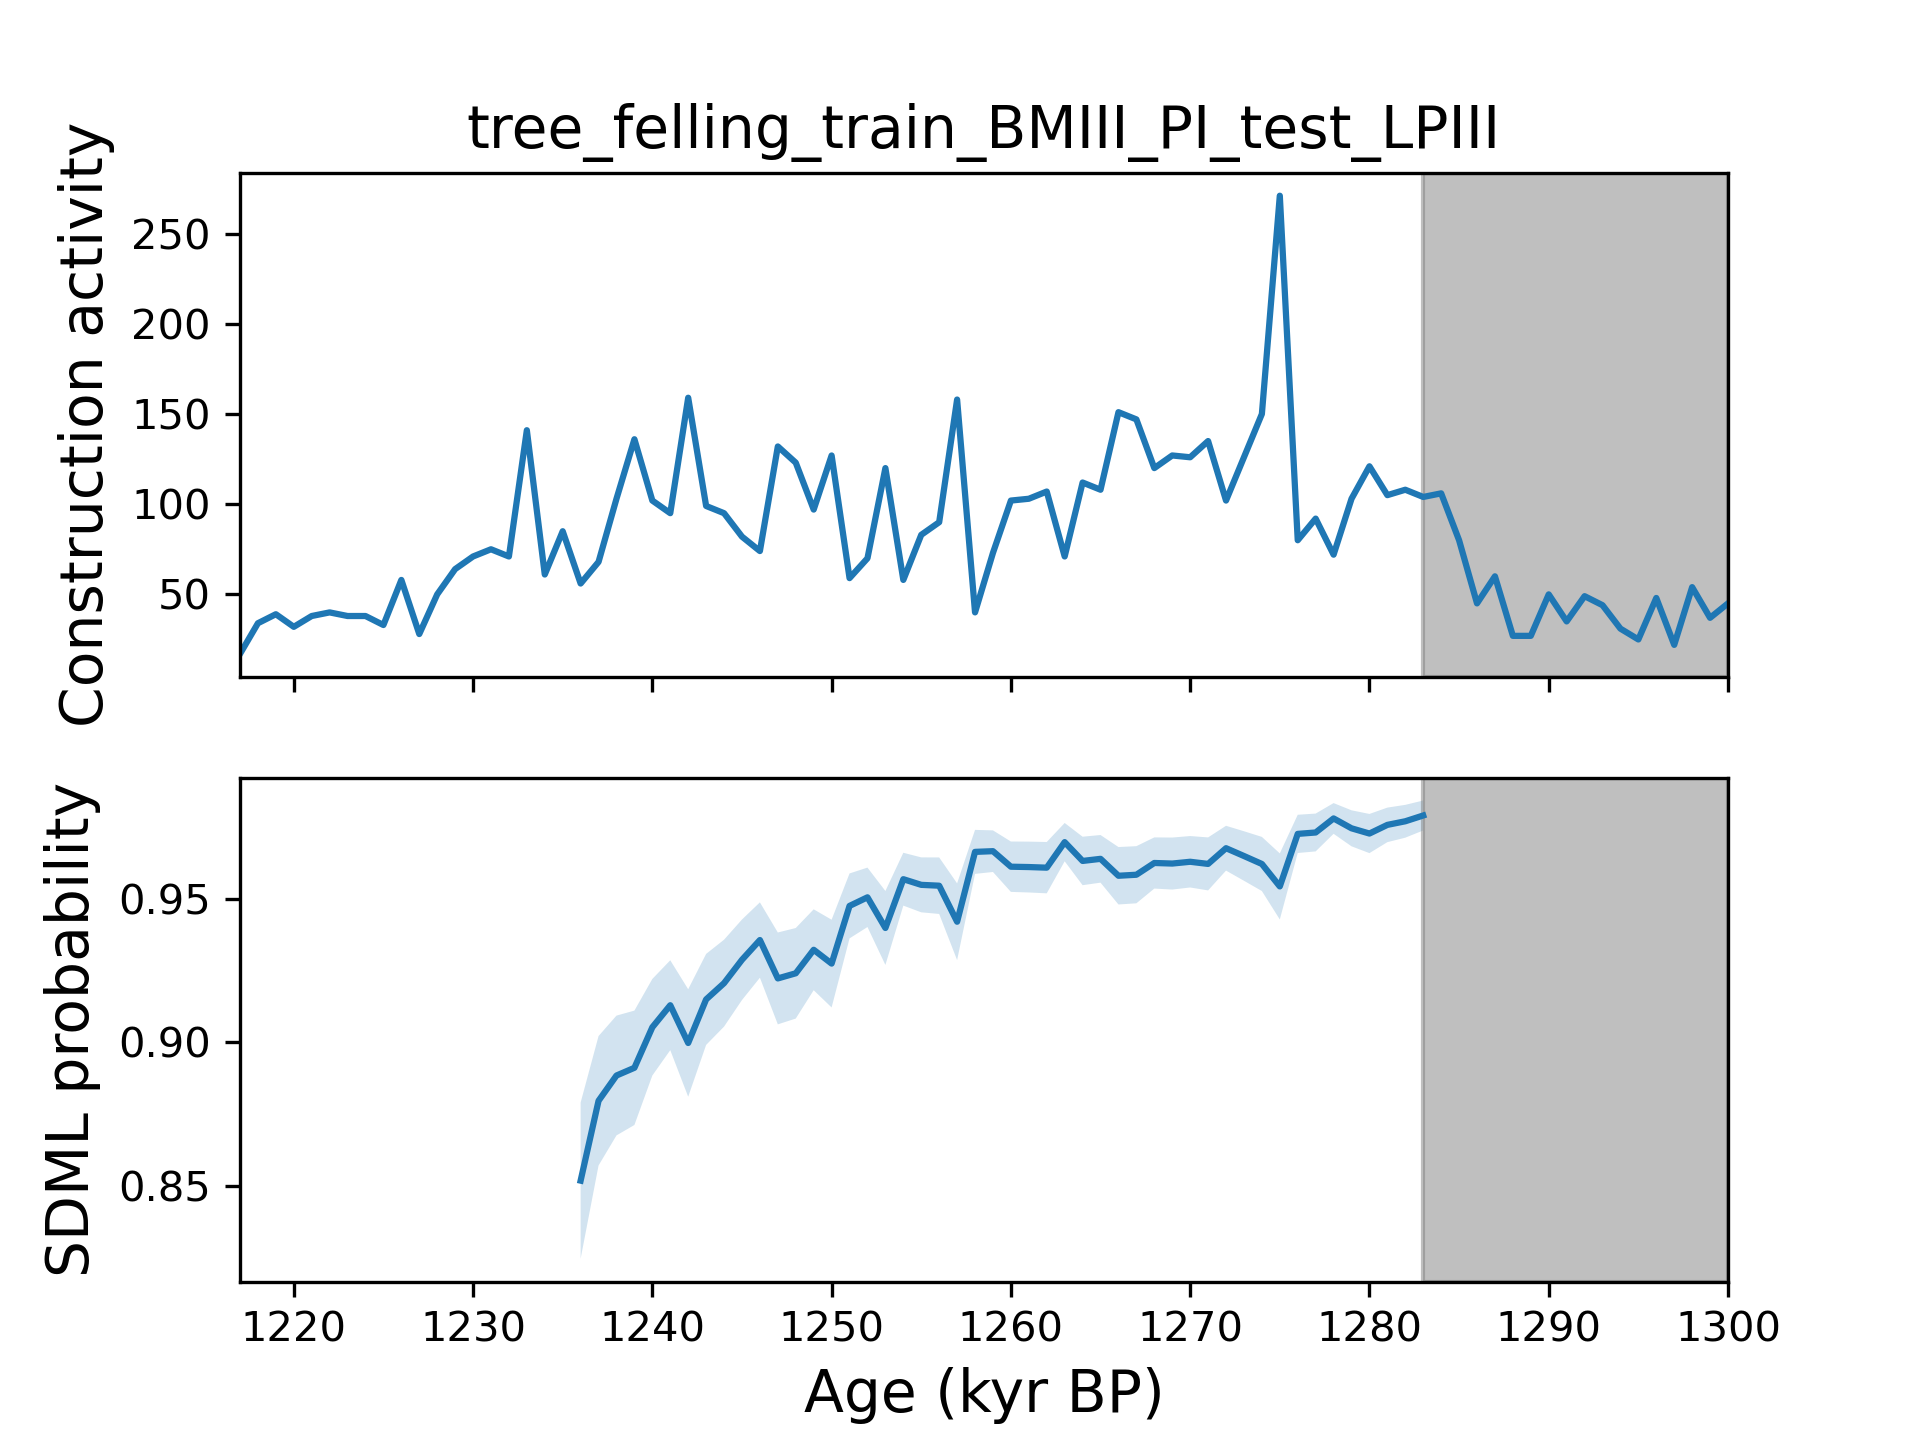 tree_felling_train_BMIII_PI_test_LPIII
Construction activity
250
200
150
100
50
SDML probability
0.95
0.90
0.85
1220 1230 1240 1250 1260 1270 1280 1290 1300
Age (kyr BP)